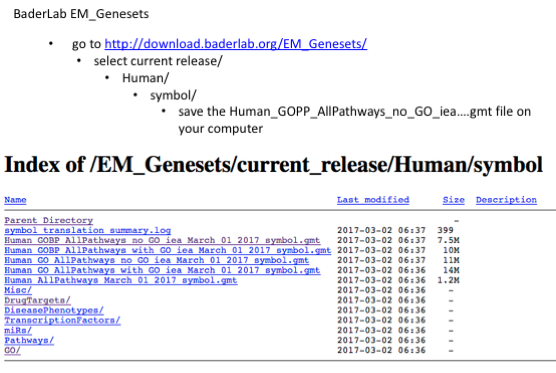 BaderLab EM_Genesets
• go to http://download.baderlab.org/EM_Genesets/
• select current release/
• Human/
• symbol/
• save the Human_GOPP_AllPathways_no_GO_iea....gmt file on
your computer
Index of /EM_Genesets/current_release/Human/symbol
Name Last modified Size Description
Parent Directory -
symbol translation summary.log 2017-03-02 06:37 399
Human GOBP AllPathways no GO iea March 01 2017 symbol.gmt 2017-03-02 06:37 7.5M
Human GOBP AllPathways with GO iea March 01 2017 symbol.gmt 2017-03-02 06:37 10M
Human GO AllPathways no GO iea March 01 2017 symbol.gmt 2017-03-02 06:37 11M
Human GO AllPathways with GO iea March 01 2017 symbol.gmt 2017-03-02 06:36 14M
Human AllPathways March 01 2017 symbol.gmt 2017-03-02 06:36 1.2M
Misc/ 2017-03-02 06:36 -
DrugTargets/ 2017-03-02 06:36 -
DiseasePhenotypes/ 2017-03-02 06:36 -
TranscriptionFactors/ 2017-03-02 06:36 -
miRs/ 2017-03-02 06:36 -
Pathways/ 2017-03-02 06:36 -
GO/ 2017-03-02 06:36 -